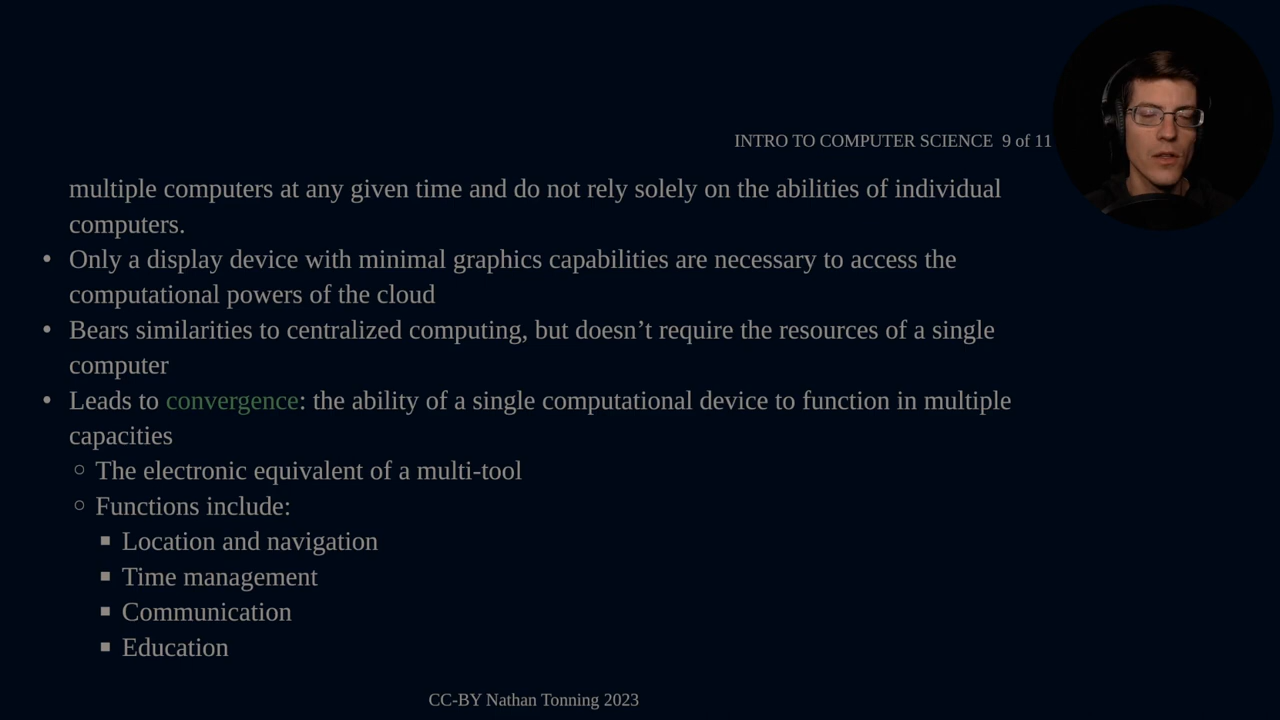 INTRO TO COMPUTER SCIENCE 9 of 11
multiple computers at any given time and do not rely solely on the abilities of individual
computers.
• Only a display device with minimal graphics capabilities are necessary to access the
computational powers of the cloud
• Bears similarities to centralized computing, but doesn’t require the resources of a single
computer
• Leads to convergence: the ability of a single computational device to function in multiple
capacities
○ The electronic equivalent of a multi-tool
○ Functions include:
▪ Location and navigation
▪ Time management
▪ Communication
▪ Education
CC-BY Nathan Tonning 2023